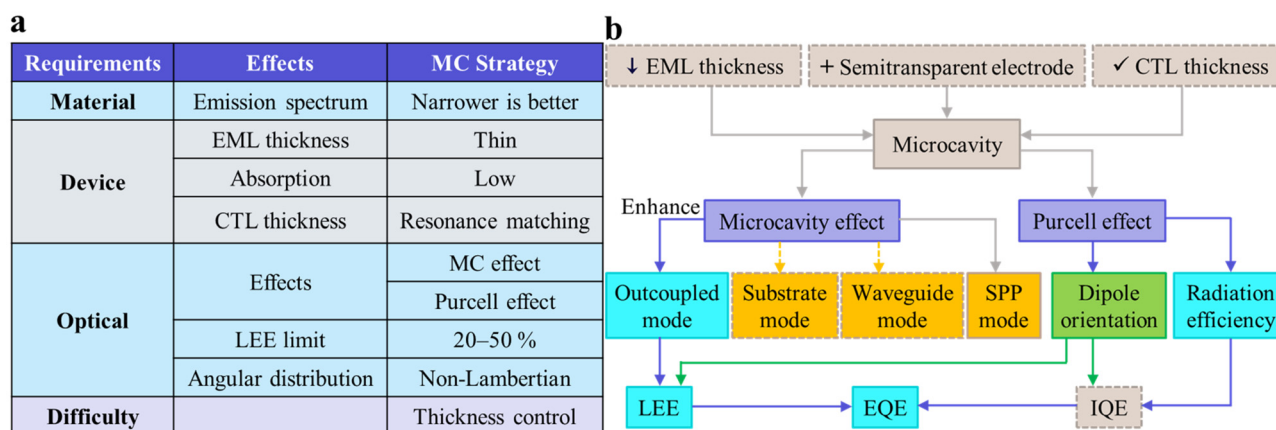 a
Requirements Effects MC Strategy
Material Emission spectrum Narrower is better
Device EML thickness Thin
Absorption Low
CTL thickness Resonance matching
Optical Effects MC effect
Purcell effect
LEE limit 20–50 %
Angular distribution Non-Lambertian
Difficulty Thickness control
b
↓ EML thickness + Semitransparent electrode ✓ CTL thickness
Microcavity
Enhance Microcavity effect Purcell effect
Outcoupled Substrate Waveguide SPP Dipole Radiation
mode mode mode mode orientation efficiency
LEE EQE IQE